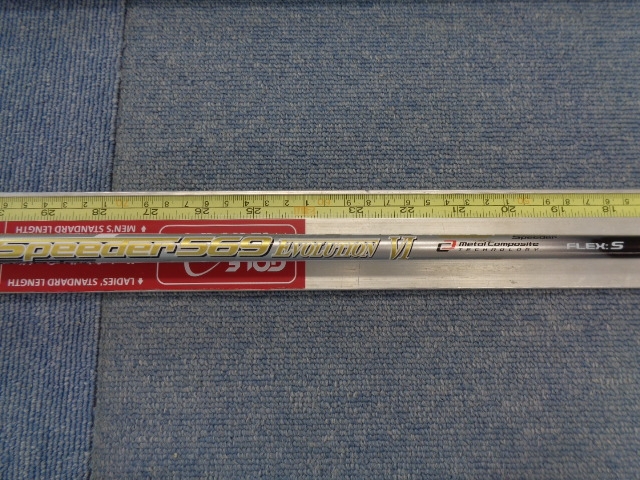 29 28 27 26 25 23 22 21 20 19 18
MEN'S STANDARD LENGTH
Speeder 569 EVOLUTION VI
Speeder
Metal Composite
TECHNOLOGY
FLEX:S
GOLF
LADIES' STANDARD LENGTH